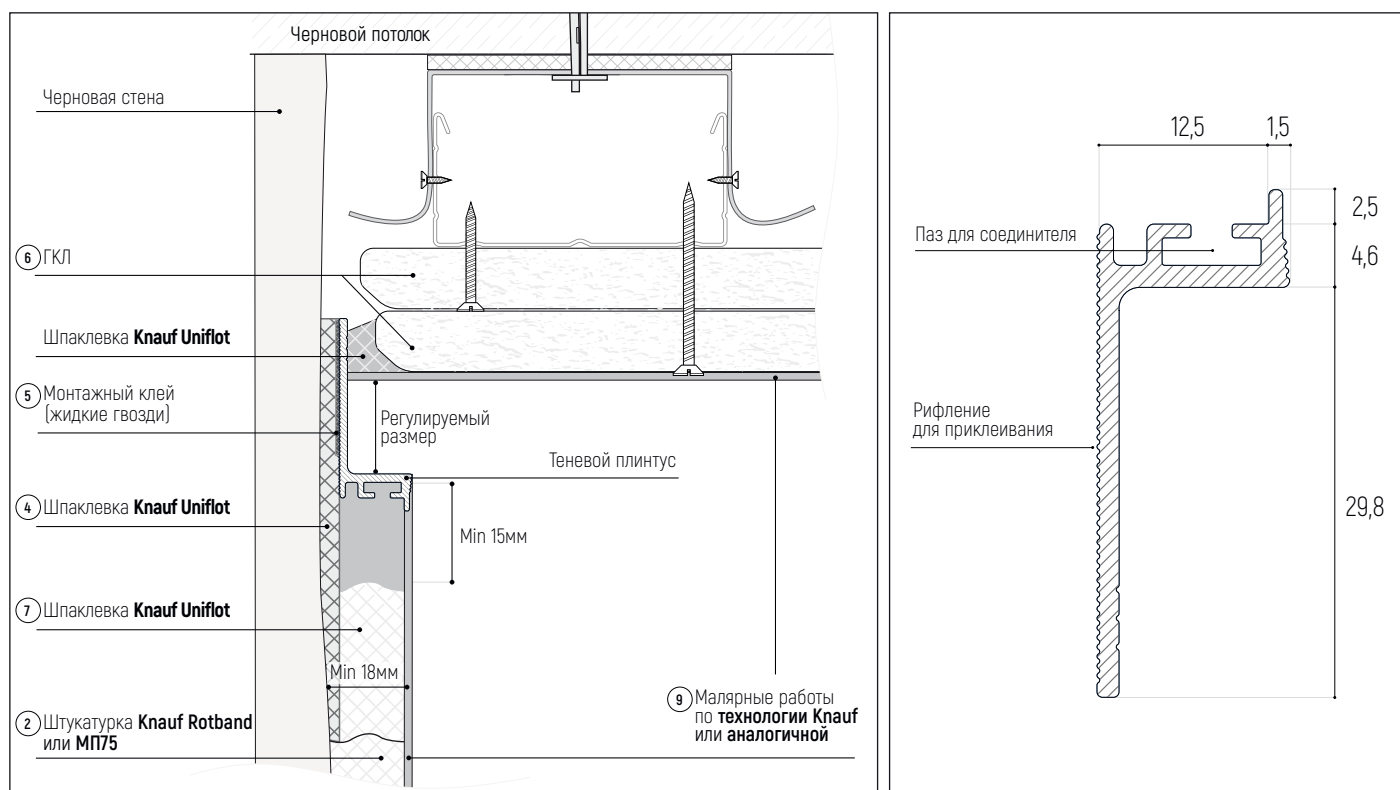 Черновой потолок
Черновая стена
6 ГКЛ
Шпаклевка Knauf Uniflot
5 Монтажный клей
(жидкие гвозди)
Регулируемый
размер
Теневой плинтус
4 Шпаклевка Knauf Uniflot
Min 15мм
7 Шпаклевка Knauf Uniflot
Min 18мм
2 Штукатурка Knauf Rotband
или МП75
9 Малярные работы
по технологии Knauf
или аналогичной
12,5
1,5
2,5
Паз для соединителя
4,6
Рифление
для приклеивания
29,8